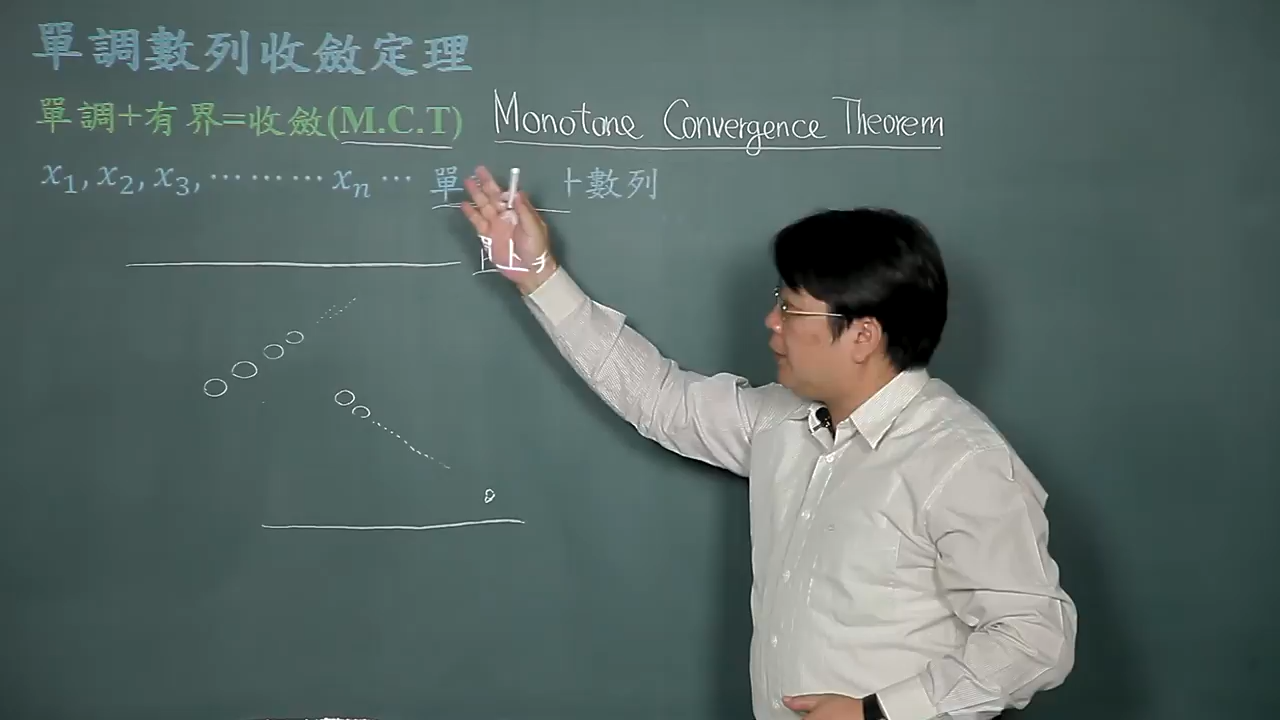 單調數列收斂定理
單調+有界=收斂(M.C.T) Monotone Convergence Theorem
x₁, x₂, x₃, ⋯⋯⋯ xₙ ⋯ 單 數列
上